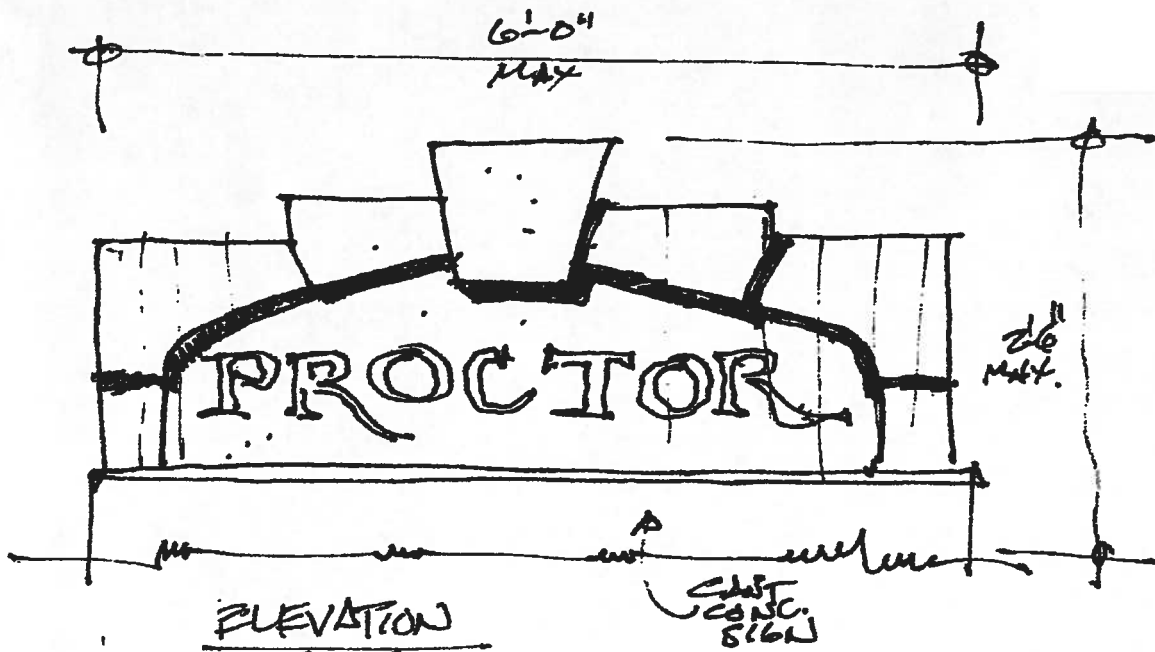 6'-0"
MAX
PROCTOR
2'6"
MAX.
CAST
CONC.
SIGN
ELEVATION